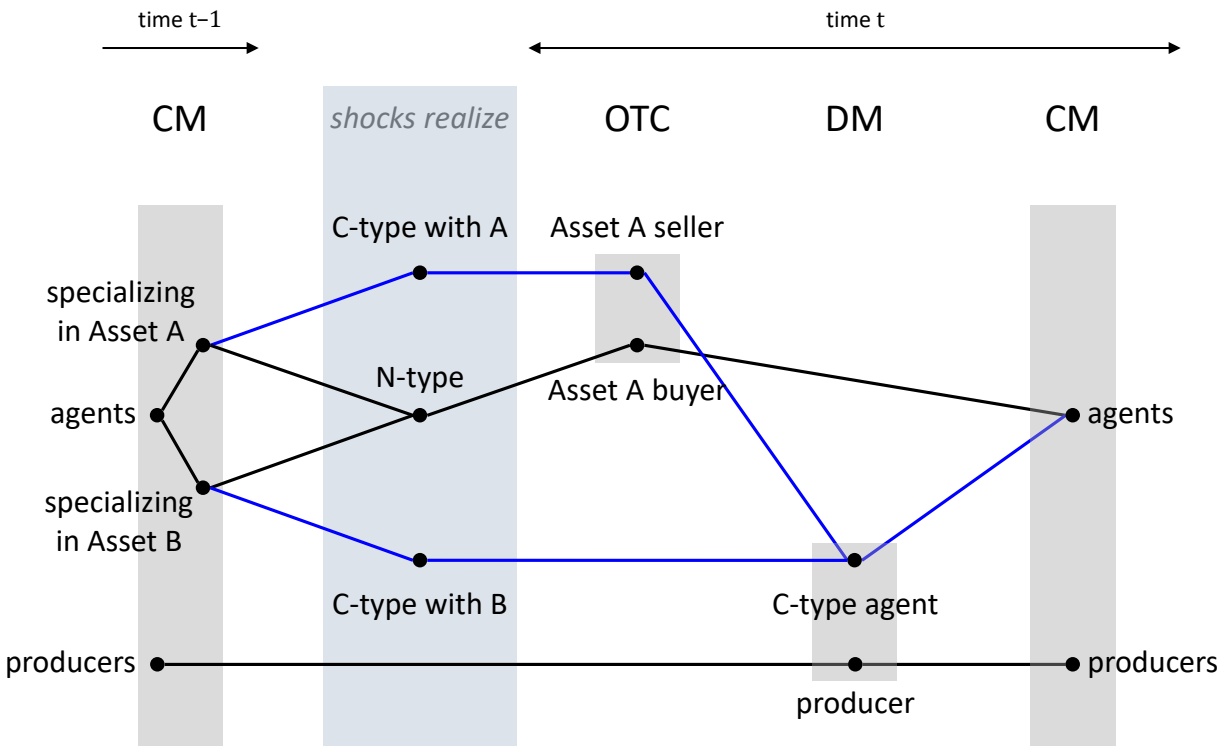 time t−1
time t
CM
shocks realize
OTC
DM
CM
C-type with A
Asset A seller
specializing
in Asset A
N-type
Asset A buyer
agents
agents
specializing
in Asset B
C-type with B
C-type agent
producers
producers
producer